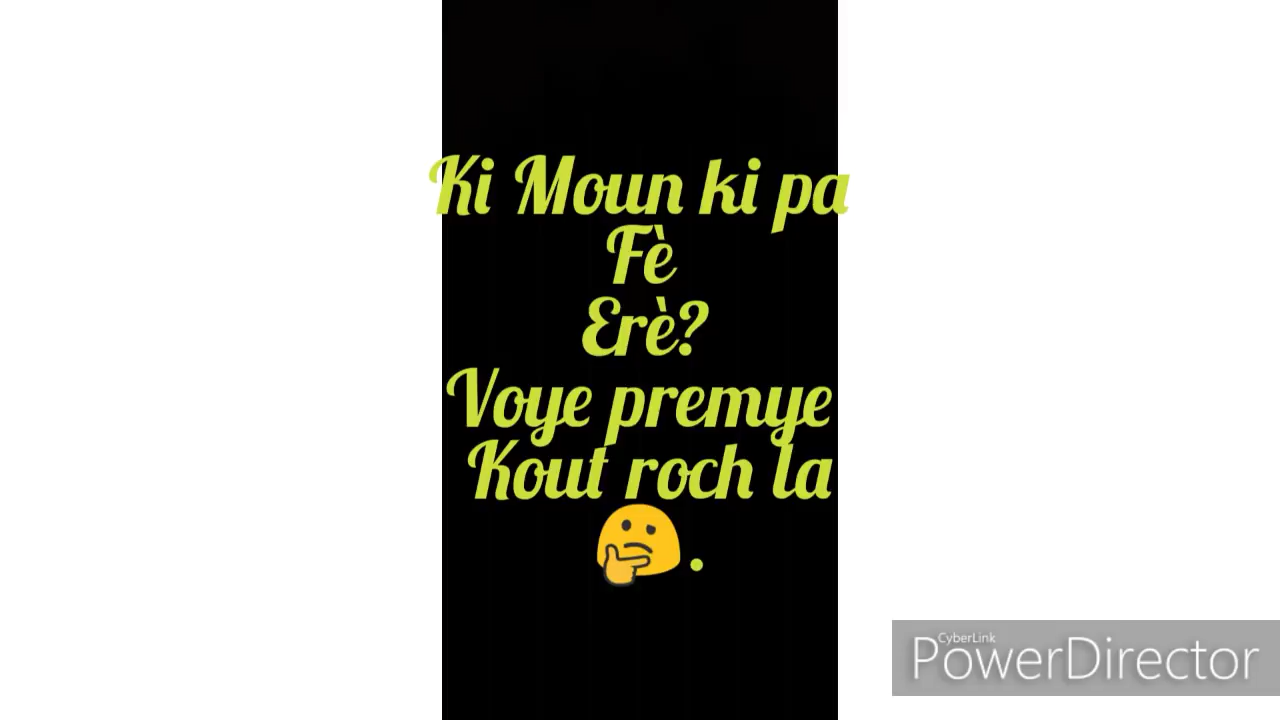 Ki Moun ki pa
Fè
Erè?
Voye premye
Kout roch la
🤔.
CyberLink
PowerDirector